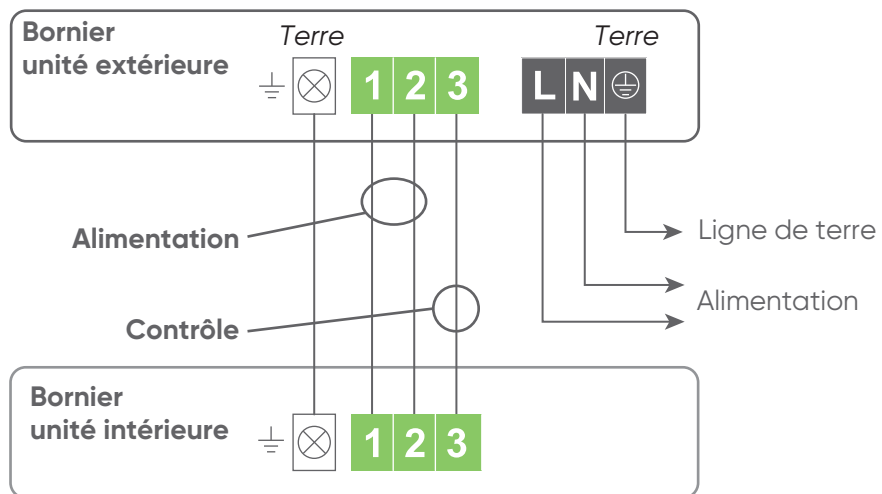 Bornier
unité extérieure
Terre
Terre
1 2 3
L N
Alimentation
Contrôle
Ligne de terre
Alimentation
Bornier
unité intérieure
1 2 3